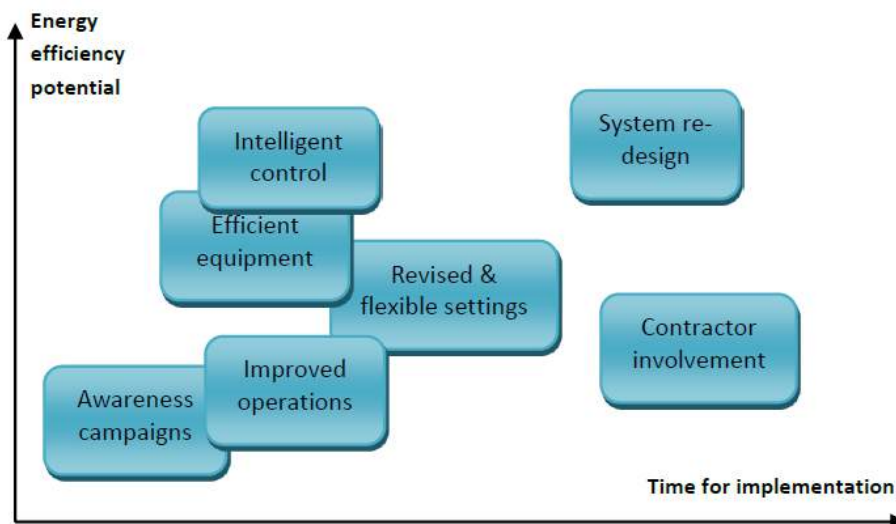 Energy
efficiency
potential
Intelligent
control
System re-
design
Efficient
equipment
Revised &
flexible settings
Contractor
involvement
Improved
operations
Awareness
campaigns
Time for implementation